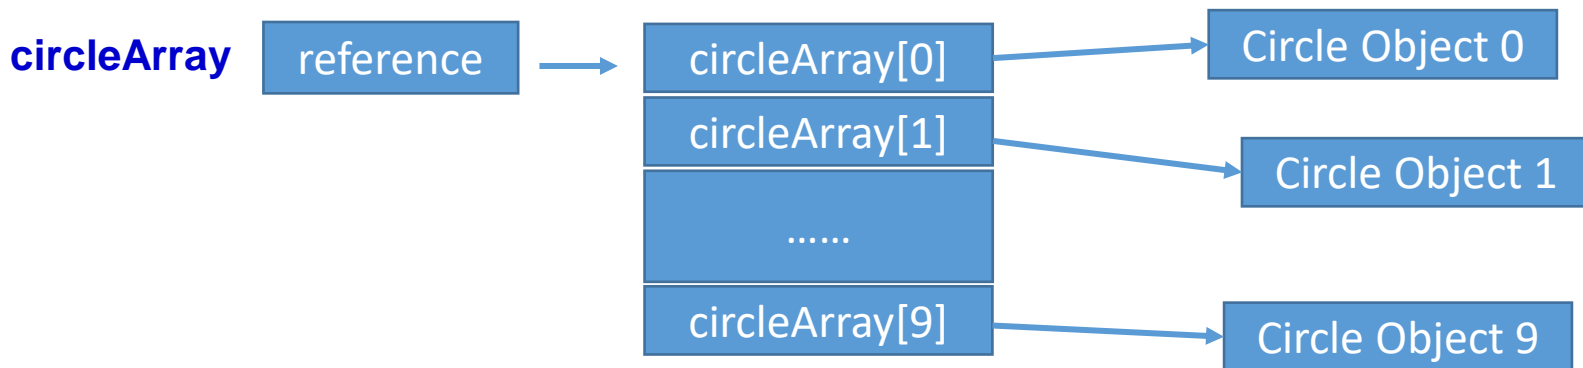 circleArray
reference
circleArray[0]
Circle Object 0
circleArray[1]
Circle Object 1
......
circleArray[9]
Circle Object 9